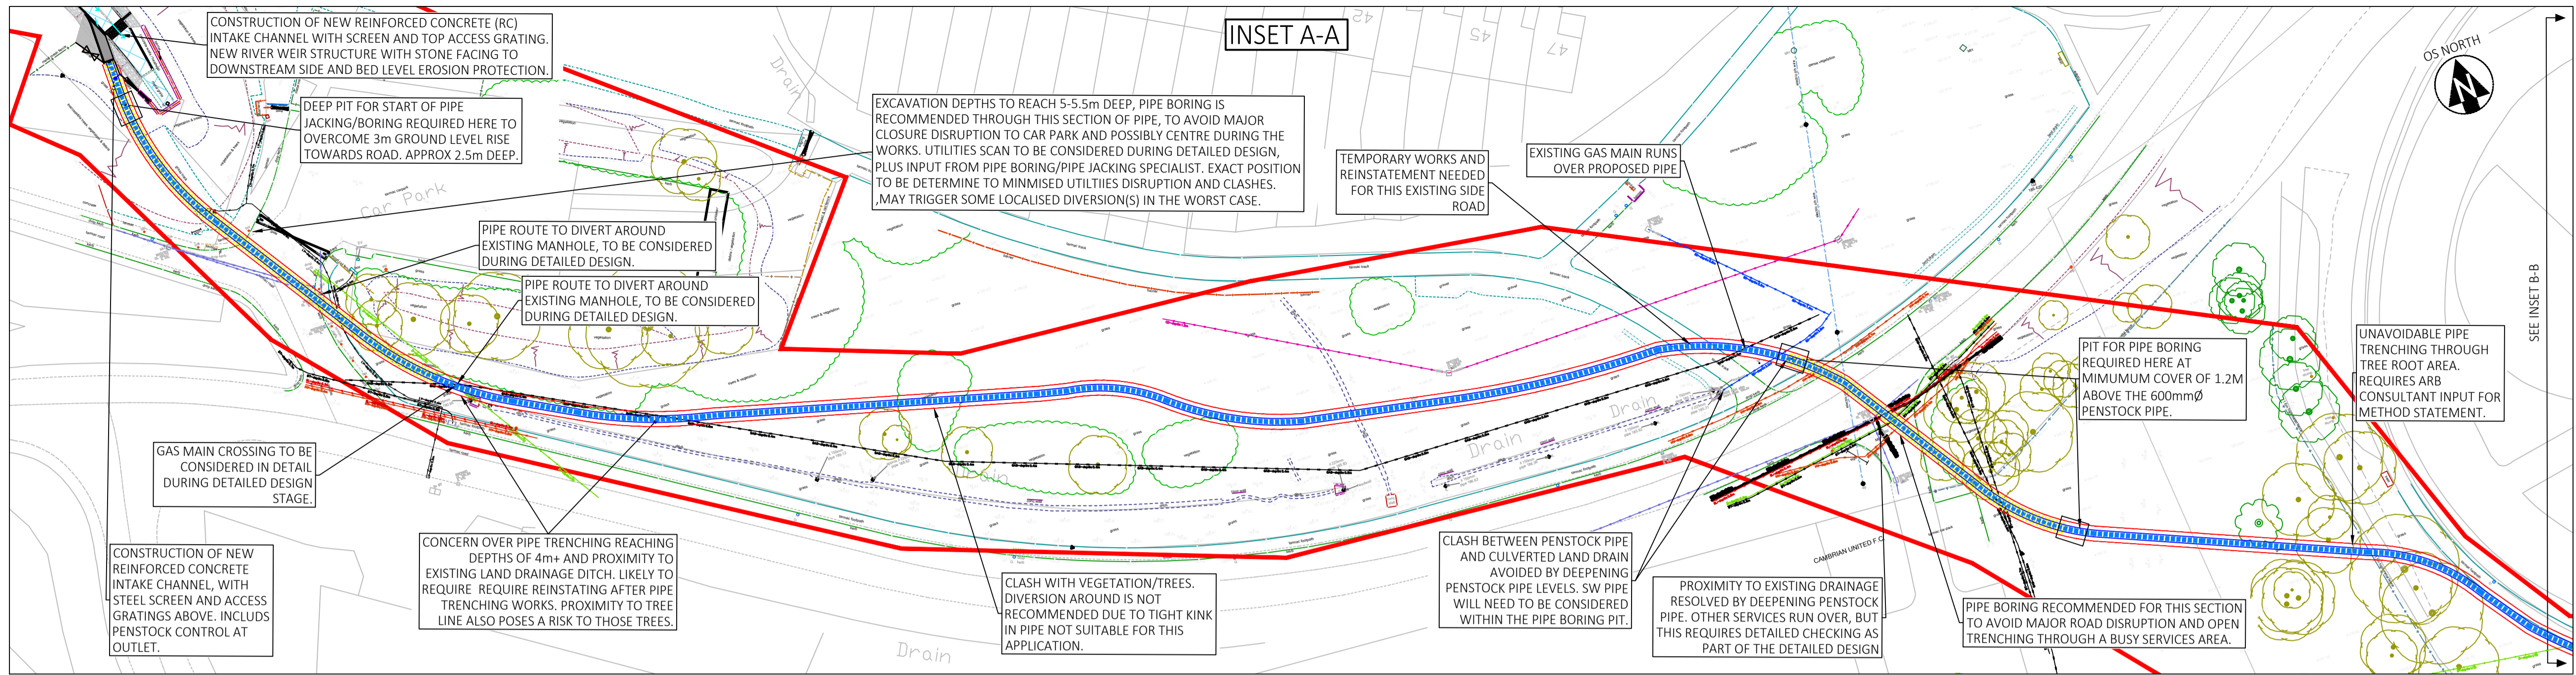 INSET A-A
OS NORTH
N
SEE INSET B-B
42
45
47
CONSTRUCTION OF NEW REINFORCED CONCRETE (RC)
INTAKE CHANNEL WITH SCREEN AND TOP ACCESS GRATING.
NEW RIVER WEIR STRUCTURE WITH STONE FACING TO
DOWNSTREAM SIDE AND BED LEVEL EROSION PROTECTION.
DEEP PIT FOR START OF PIPE
JACKING/BORING REQUIRED HERE TO
OVERCOME 3m GROUND LEVEL RISE
TOWARDS ROAD. APPROX 2.5m DEEP.
Drain
Car Park
EXCAVATION DEPTHS TO REACH 5-5.5m DEEP, PIPE BORING IS
RECOMMENDED THROUGH THIS SECTION OF PIPE, TO AVOID MAJOR
CLOSURE DISRUPTION TO CAR PARK AND POSSIBLY CENTRE DURING THE
WORKS. UTILITIES SCAN TO BE CONSIDERED DURING DETAILED DESIGN,
PLUS INPUT FROM PIPE BORING/PIPE JACKING SPECIALIST. EXACT POSITION
TO BE DETERMINE TO MINMISED UTILTIIES DISRUPTION AND CLASHES.
,MAY TRIGGER SOME LOCALISED DIVERSION(S) IN THE WORST CASE.
TEMPORARY WORKS AND
REINSTATEMENT NEEDED
FOR THIS EXISTING SIDE
ROAD
EXISTING GAS MAIN RUNS
OVER PROPOSED PIPE
PIPE ROUTE TO DIVERT AROUND
EXISTING MANHOLE, TO BE CONSIDERED
DURING DETAILED DESIGN.
PIPE ROUTE TO DIVERT AROUND
EXISTING MANHOLE, TO BE CONSIDERED
DURING DETAILED DESIGN.
PIT FOR PIPE BORING
REQUIRED HERE AT
MIMUMUM COVER OF 1.2M
ABOVE THE 600mmØ
PENSTOCK PIPE.
UNAVOIDABLE PIPE
TRENCHING THROUGH
TREE ROOT AREA.
REQUIRES ARB
CONSULTANT INPUT FOR
METHOD STATEMENT.
Drain
Drain
GAS MAIN CROSSING TO BE
CONSIDERED IN DETAIL
DURING DETAILED DESIGN
STAGE.
CONSTRUCTION OF NEW
REINFORCED CONCRETE
INTAKE CHANNEL, WITH
STEEL SCREEN AND ACCESS
GRATINGS ABOVE. INCLUDS
PENSTOCK CONTROL AT
OUTLET.
CONCERN OVER PIPE TRENCHING REACHING
DEPTHS OF 4m+ AND PROXIMITY TO
EXISTING LAND DRAINAGE DITCH. LIKELY TO
REQUIRE REQUIRE REINSTATING AFTER PIPE
TRENCHING WORKS. PROXIMITY TO TREE
LINE ALSO POSES A RISK TO THOSE TREES.
Drain
CLASH WITH VEGETATION/TREES.
DIVERSION AROUND IS NOT
RECOMMENDED DUE TO TIGHT KINK
IN PIPE NOT SUITABLE FOR THIS
APPLICATION.
CLASH BETWEEN PENSTOCK PIPE
AND CULVERTED LAND DRAIN
AVOIDED BY DEEPENING
PENSTOCK PIPE LEVELS. SW PIPE
WILL NEED TO BE CONSIDERED
WITHIN THE PIPE BORING PIT.
CAMBRIAN UNITED F.C.
PROXIMITY TO EXISTING DRAINAGE
RESOLVED BY DEEPENING PENSTOCK
PIPE. OTHER SERVICES RUN OVER, BUT
THIS REQUIRES DETAILED CHECKING AS
PART OF THE DETAILED DESIGN
PIPE BORING RECOMMENDED FOR THIS SECTION
TO AVOID MAJOR ROAD DISRUPTION AND OPEN
TRENCHING THROUGH A BUSY SERVICES AREA.
Drain